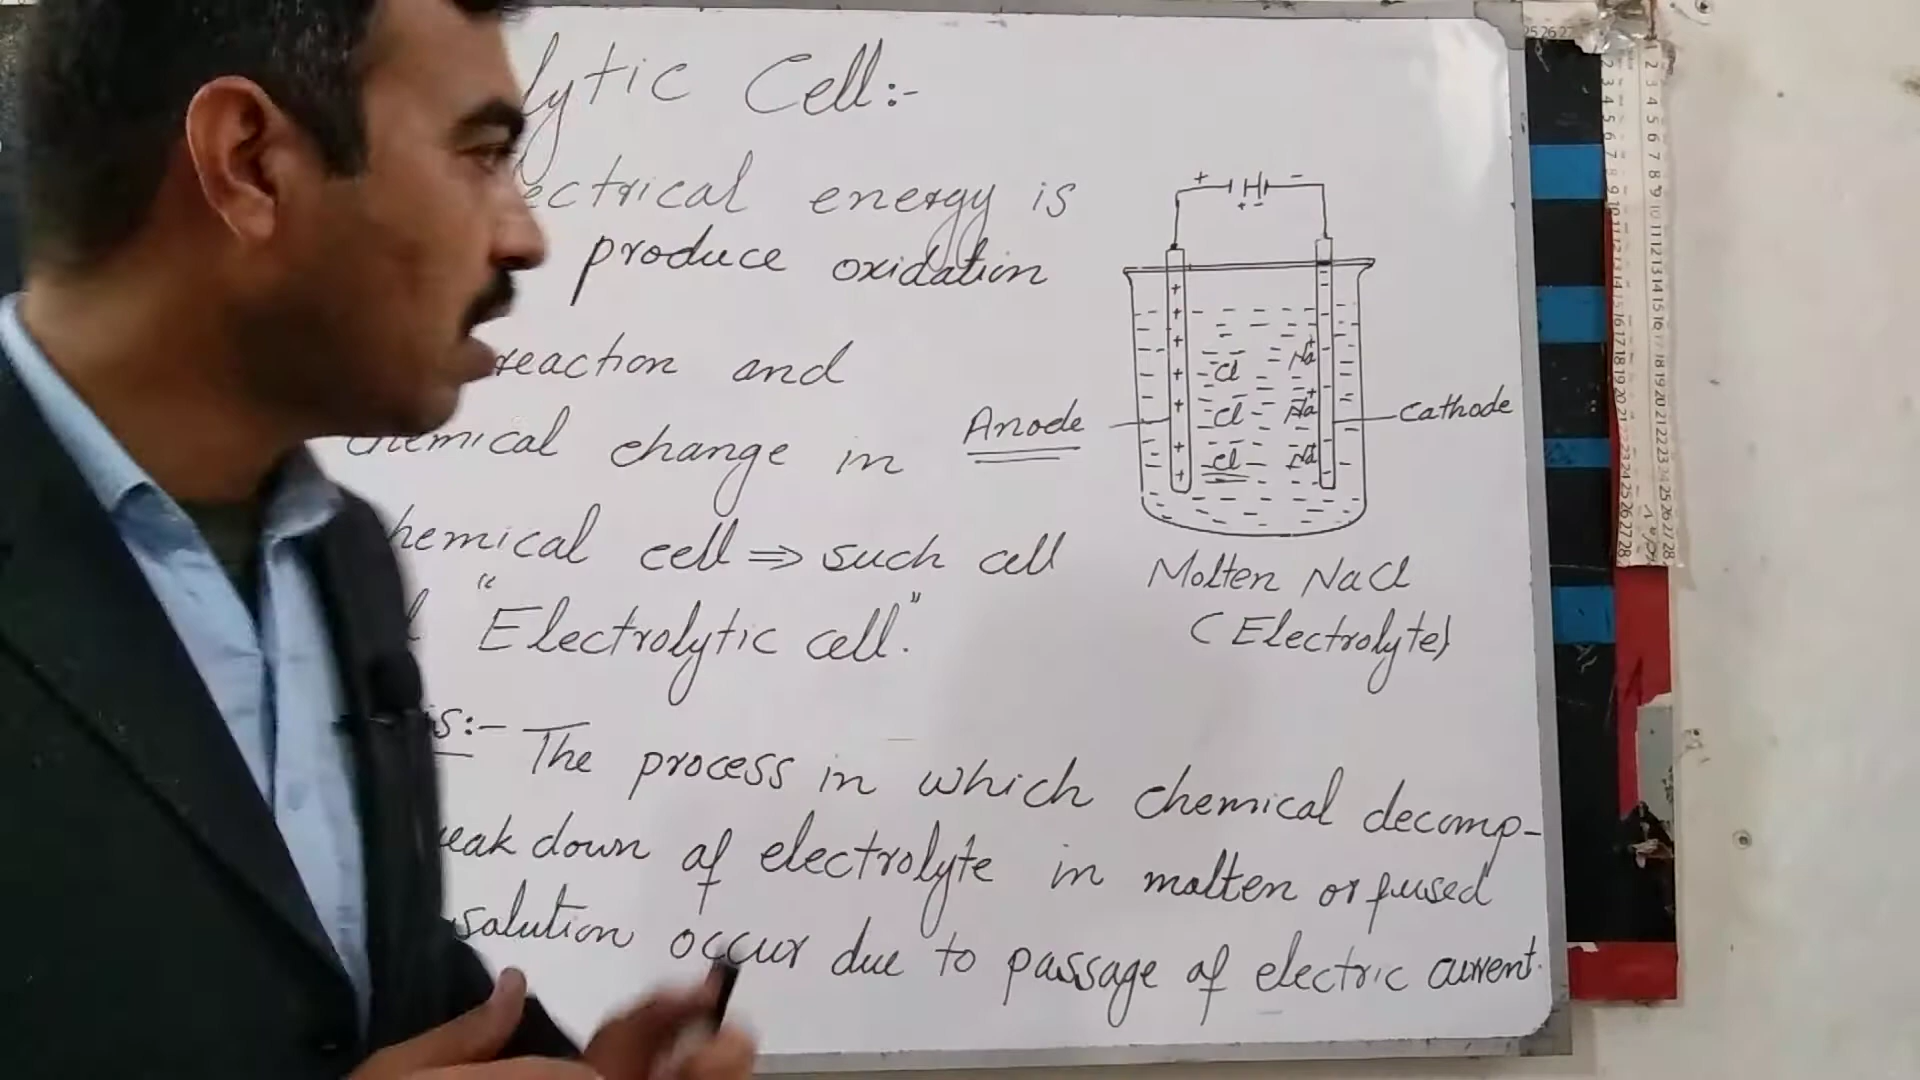 lytic Cell:-
ectrical energy is
produce oxidation
reaction and
chemical change in
hemical cell ⇒ such cell
"Electrolytic cell."
is:- The process in which chemical decomp-
eak down of electrolyte in molten or fused
solution occur due to passage of electric current.
+ -
+ -
Anode
Cathode
Cl Na+
Cl Na+
Cl Na
Molten NaCl
(Electrolyte)